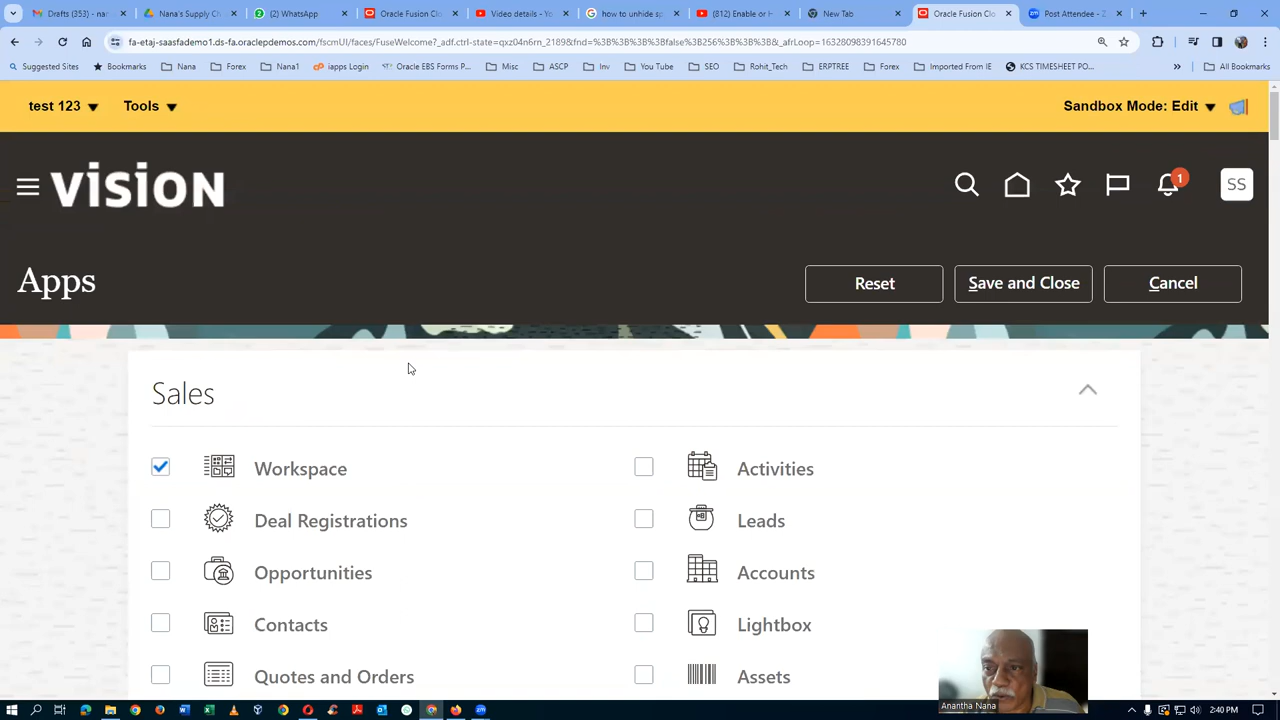 Drafts (353) - nar
Nana's Supply Ch
(2) WhatsApp
Oracle Fusion Clo
Video details - Yo
how to unhide sp
(812) Enable or H
New Tab
Oracle Fusion Clo
Post Attendee - Z
fa-etaj-saasfademo1.ds-fa.oraclepdemos.com/fscmUI/faces/FuseWelcome?_adf.ctrl-state=qxz04n6rn_2189&fnd=%3B%3B%3B%3Bfalse%3B256%3B%3B%3B&_afrLoop=16328098391645780
Suggested Sites
Bookmarks
Nana
Forex
Nana1
iapps Login
Oracle EBS Forms P...
Misc
ASCP
Inv
You Tube
SEO
Rohit_Tech
ERPTREE
Forex
Imported From IE
KCS TIMESHEET PO...
All Bookmarks
test 123
Tools
Sandbox Mode: Edit
vision
1
SS
Apps
Reset
Save and Close
Cancel
Sales
Workspace
Activities
Deal Registrations
Leads
Opportunities
Accounts
Contacts
Lightbox
Quotes and Orders
Assets
Anantha Nana
2:40 PM